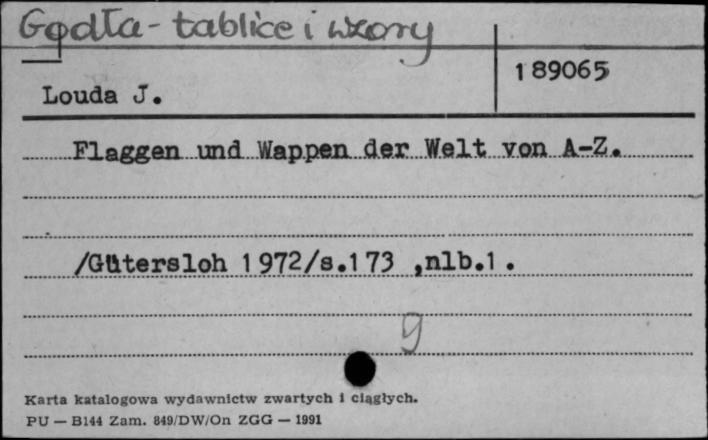 Godła - tablice i wzory
189065
Louda J.
Flaggen und Wappen der Welt von A-Z.
/Gütersloh 1972/s.173 ,nlb.1.
g
Karta katalogowa wydawnictw zwartych i ciągłych.
PU — B144 Zam. 849/DW/On ZGG — 1991